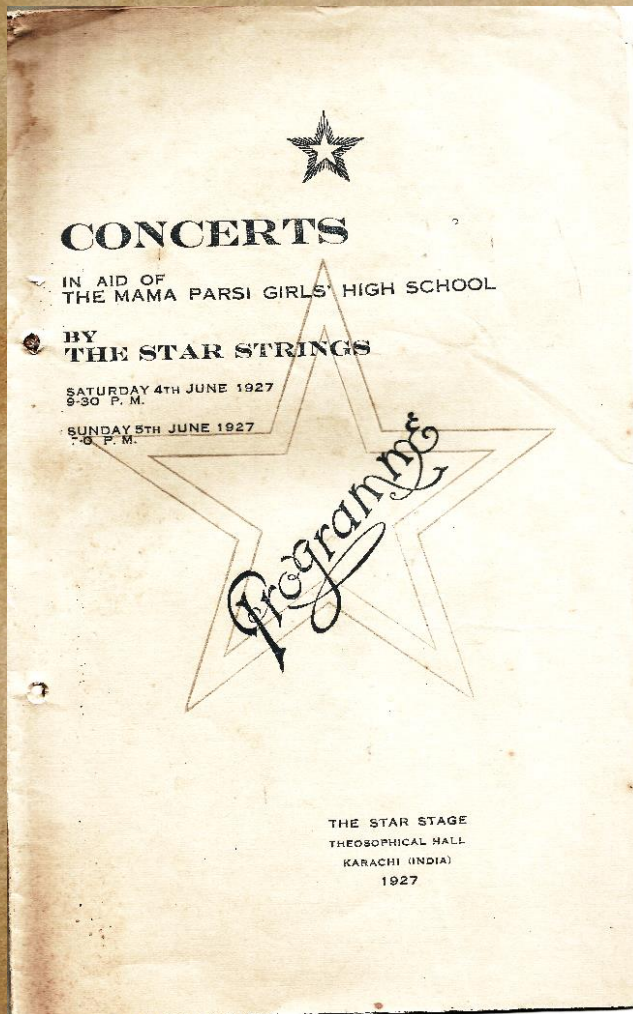 CONCERTS
IN AID OF
THE MAMA PARSI GIRLS' HIGH SCHOOL
BY
THE STAR STRINGS
SATURDAY 4TH JUNE 1927
9-30 P. M.
SUNDAY 5TH JUNE 1927
P. M.
Programme
THE STAR STAGE
THEOSOPHICAL HALL
KARACHI (INDIA)
1927